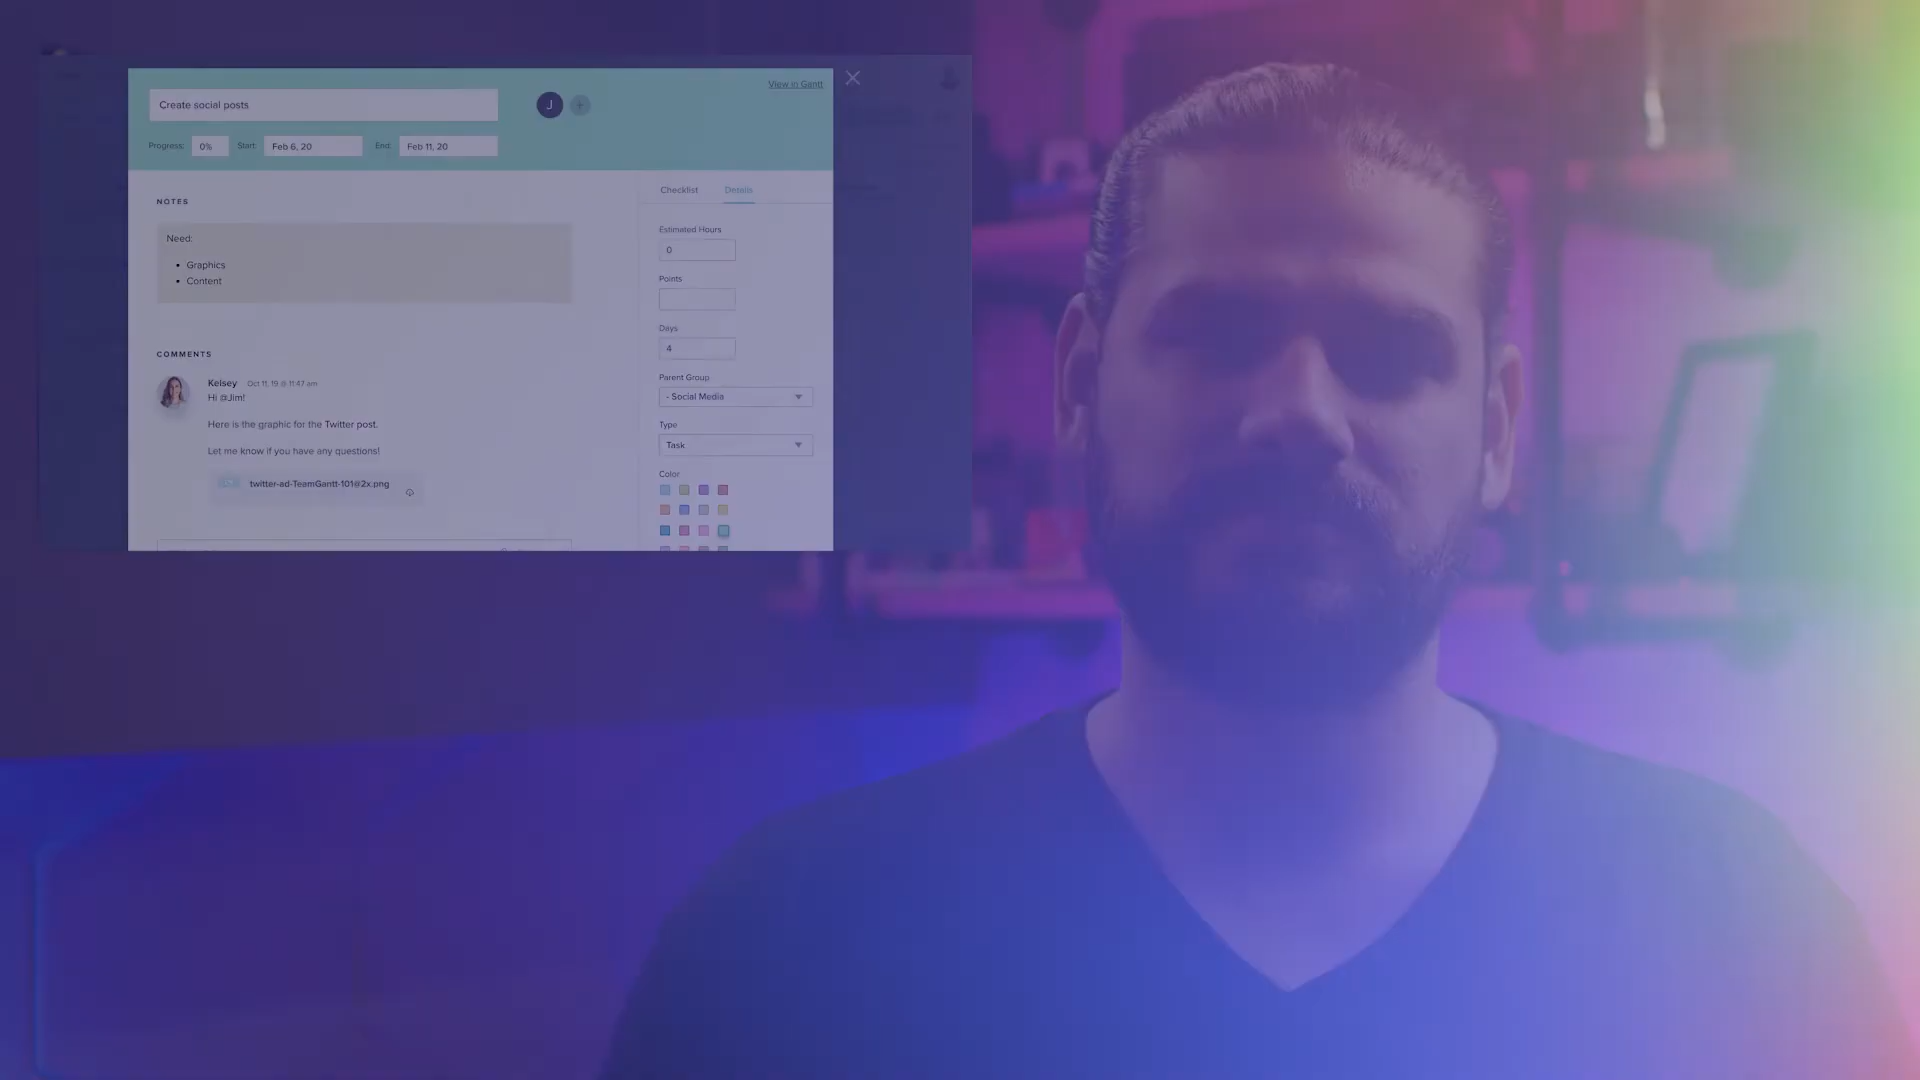 View in Gantt
Create social posts
J +
Progress: 0% Start: Feb 6, 20 End: Feb 11, 20
Checklist Details
NOTES
Need:
• Graphics
• Content
Estimated Hours
0
Points
Days
4
COMMENTS
Parent Group
- Social Media
Kelsey Oct 11, 19 @ 11:47 am
Hi @Jim!
Here is the graphic for the Twitter post.
Type
Task
Let me know if you have any questions!
Color
twitter-ad-TeamGantt-101@2x.png